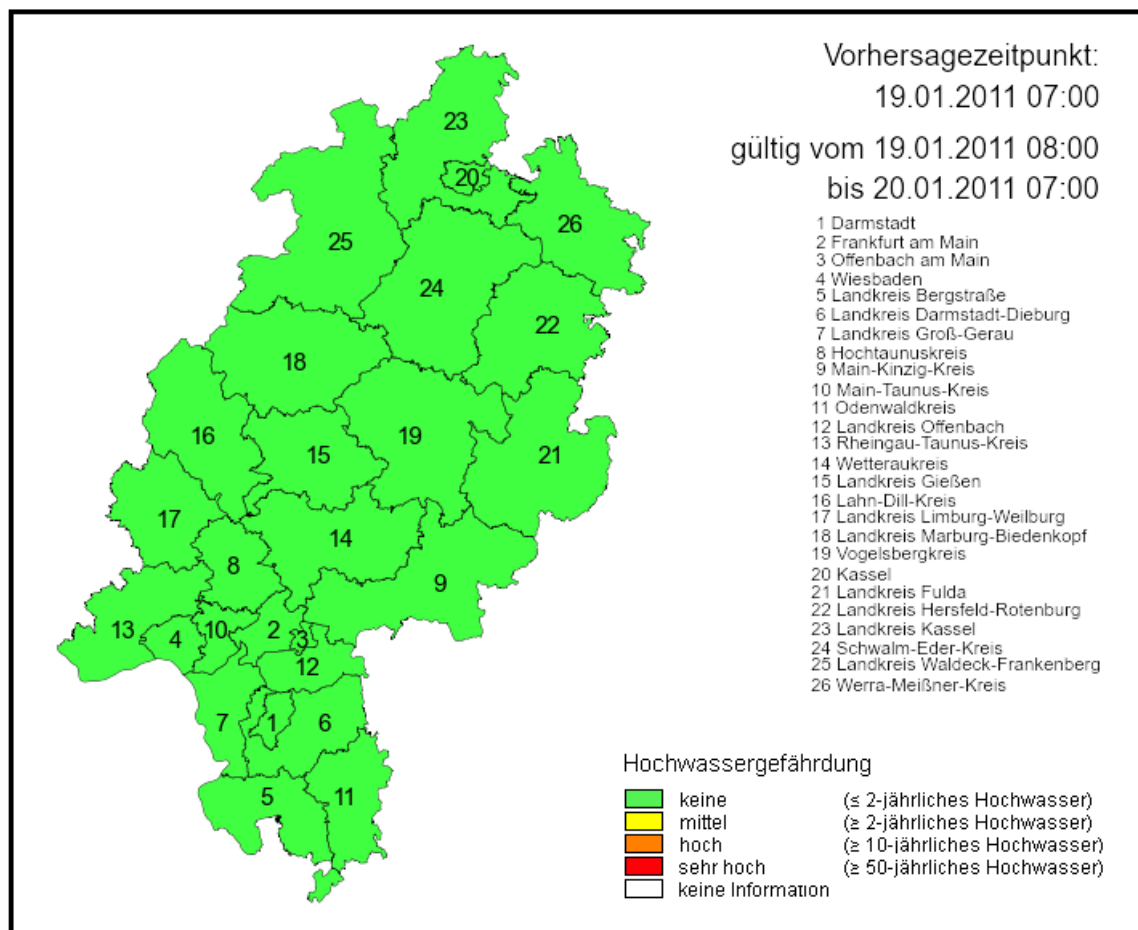 Vorhersagezeitpunkt:
19.01.2011 07:00
gültig vom 19.01.2011 08:00
bis 20.01.2011 07:00
1 Darmstadt
2 Frankfurt am Main
3 Offenbach am Main
4 Wiesbaden
5 Landkreis Bergstraße
6 Landkreis Darmstadt-Dieburg
7 Landkreis Groß-Gerau
8 Hochtaunuskreis
9 Main-Kinzig-Kreis
10 Main-Taunus-Kreis
11 Odenwaldkreis
12 Landkreis Offenbach
13 Rheingau-Taunus-Kreis
14 Wetteraukreis
15 Landkreis Gießen
16 Lahn-Dill-Kreis
17 Landkreis Limburg-Weilburg
18 Landkreis Marburg-Biedenkopf
19 Vogelsbergkreis
20 Kassel
21 Landkreis Fulda
22 Landkreis Hersfeld-Rotenburg
23 Landkreis Kassel
24 Schwalm-Eder-Kreis
25 Landkreis Waldeck-Frankenberg
26 Werra-Meißner-Kreis
23
20
26
25
24
22
18
16
15
19
21
17
14
8
9
13
4
10
2
3
12
7
1
6
5
11
Hochwassergefährdung
keine (≤ 2-jährliches Hochwasser)
mittel (≥ 2-jährliches Hochwasser)
hoch (≥ 10-jährliches Hochwasser)
sehr hoch (≥ 50-jährliches Hochwasser)
keine Information